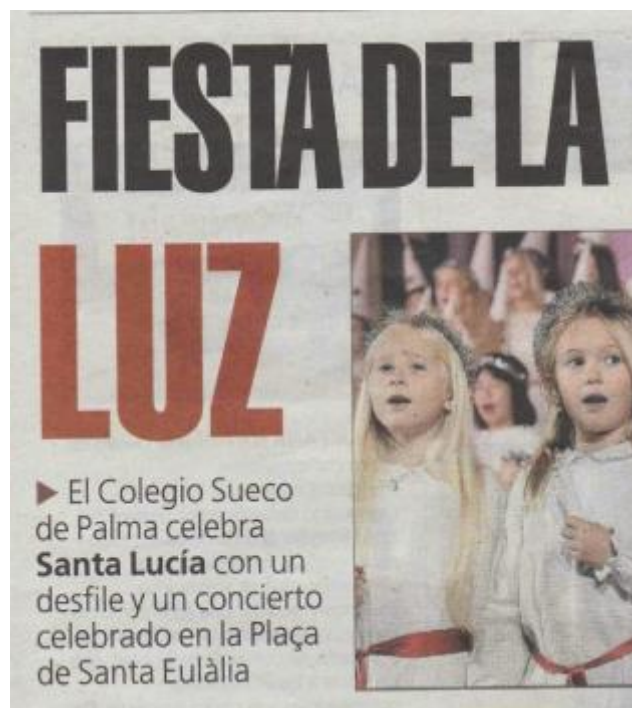 FIESTA DE LA
LUZ
▶ El Colegio Sueco
de Palma celebra
Santa Lucía con un
desfile y un concierto
celebrado en la Plaça
de Santa Eulàlia